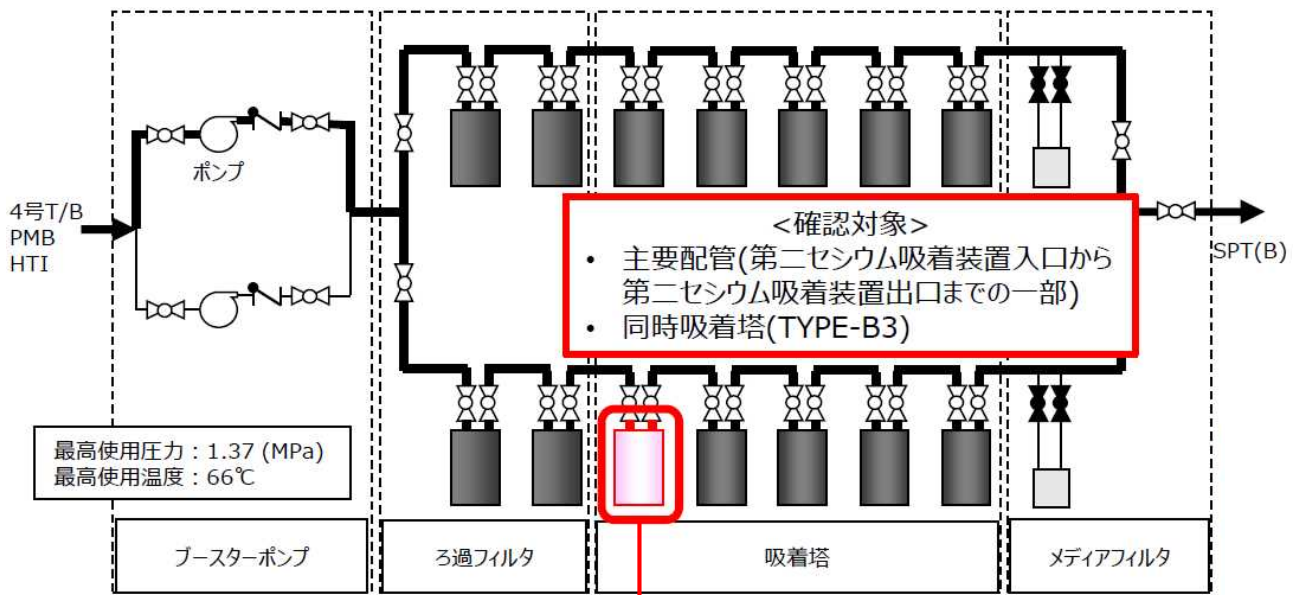 ポンプ
4号T/B
PMB
HTI
<確認対象>
• 主要配管(第二セシウム吸着装置入口から
第二セシウム吸着装置出口までの一部)
• 同時吸着塔(TYPE-B3)
SPT(B)
最高使用圧力：1.37 (MPa)
最高使用温度：66℃
ブースターポンプ
ろ過フィルタ
吸着塔
メディアフィルタ